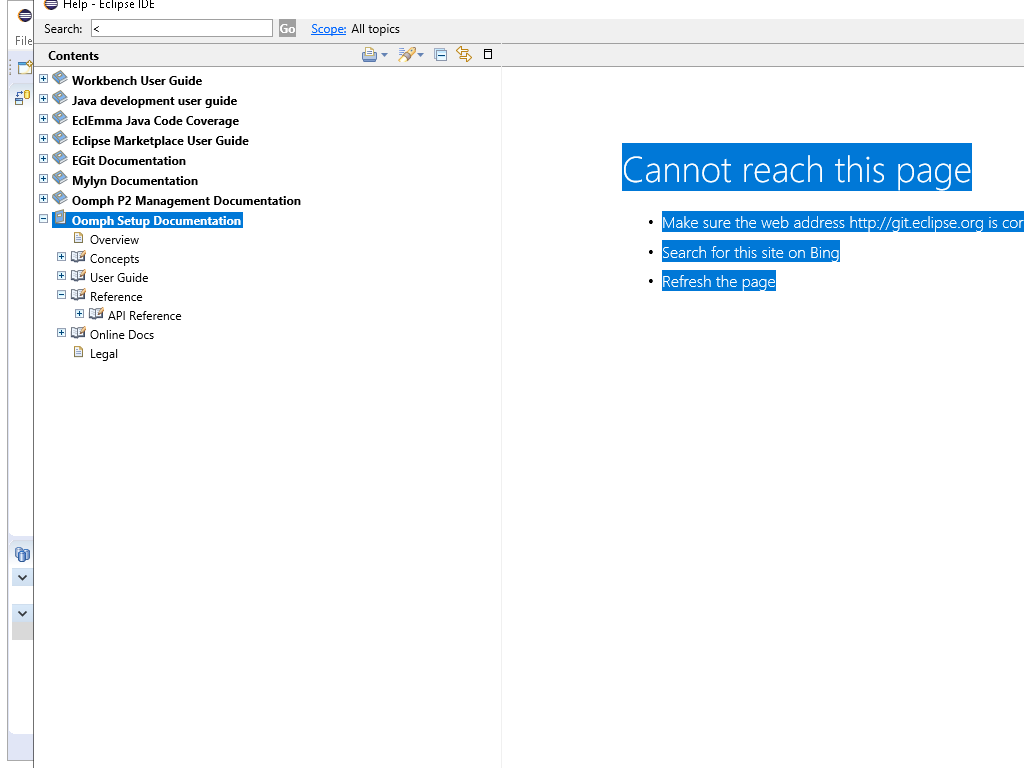 Help - Eclipse IDE
File
Search: < Go Scope: All topics
Contents
Workbench User Guide
Java development user guide
EclEmma Java Code Coverage
Eclipse Marketplace User Guide
EGit Documentation
Mylyn Documentation
Oomph P2 Management Documentation
Oomph Setup Documentation
Overview
Concepts
User Guide
Reference
API Reference
Online Docs
Legal
Cannot reach this page
• Make sure the web address http://git.eclipse.org is cor
• Search for this site on Bing
• Refresh the page